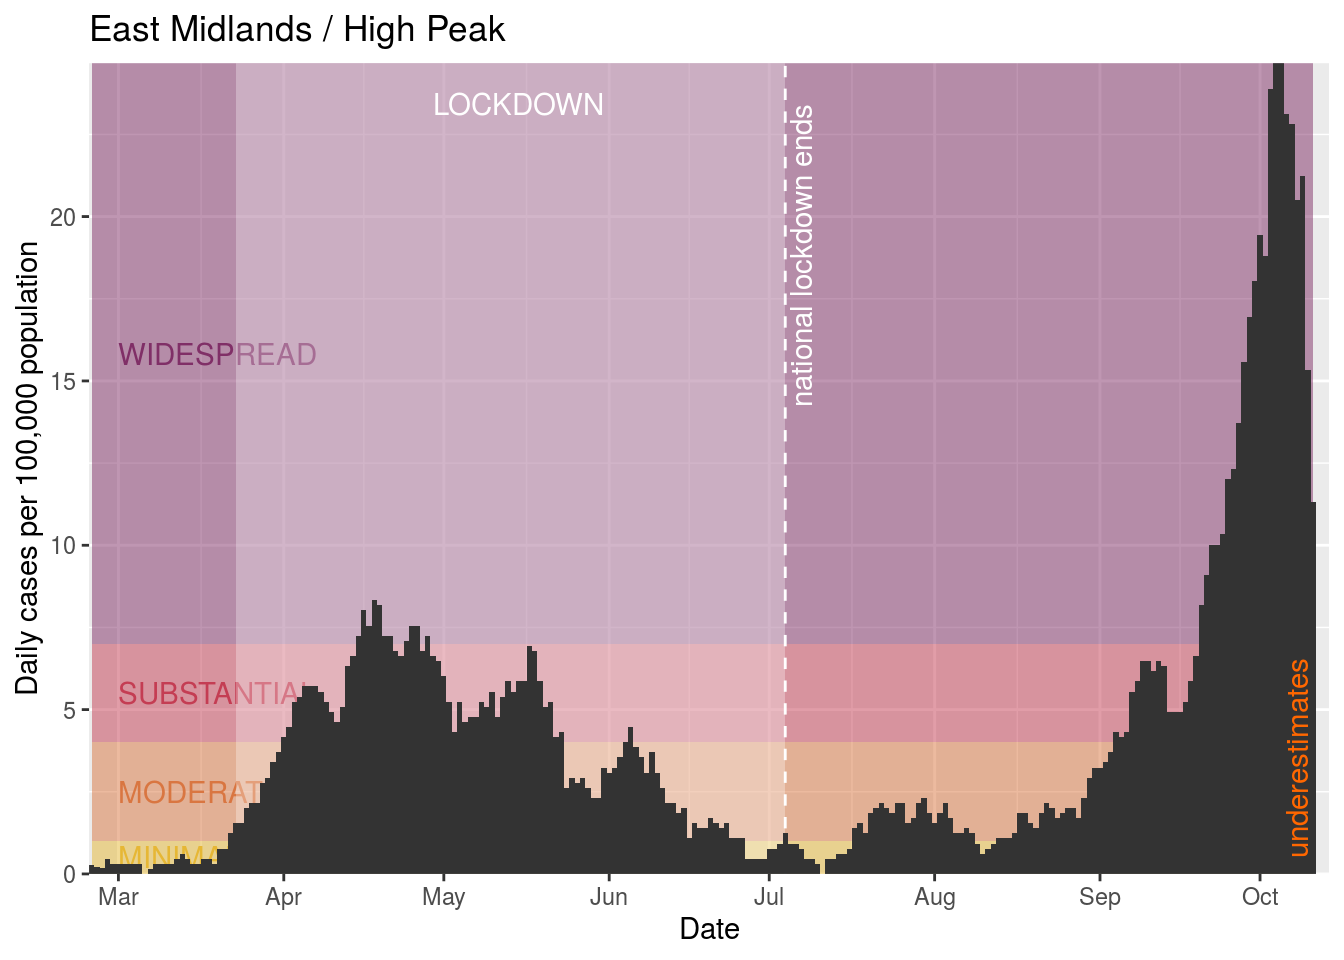 East Midlands / High Peak
LOCKDOWN
national lockdown ends
WIDESPREAD
SUBSTANTIAL
MODERAT
MINIMA
underestimates
Daily cases per 100,000 population
20
15
10
5
0
Mar Apr May Jun Jul Aug Sep Oct
Date